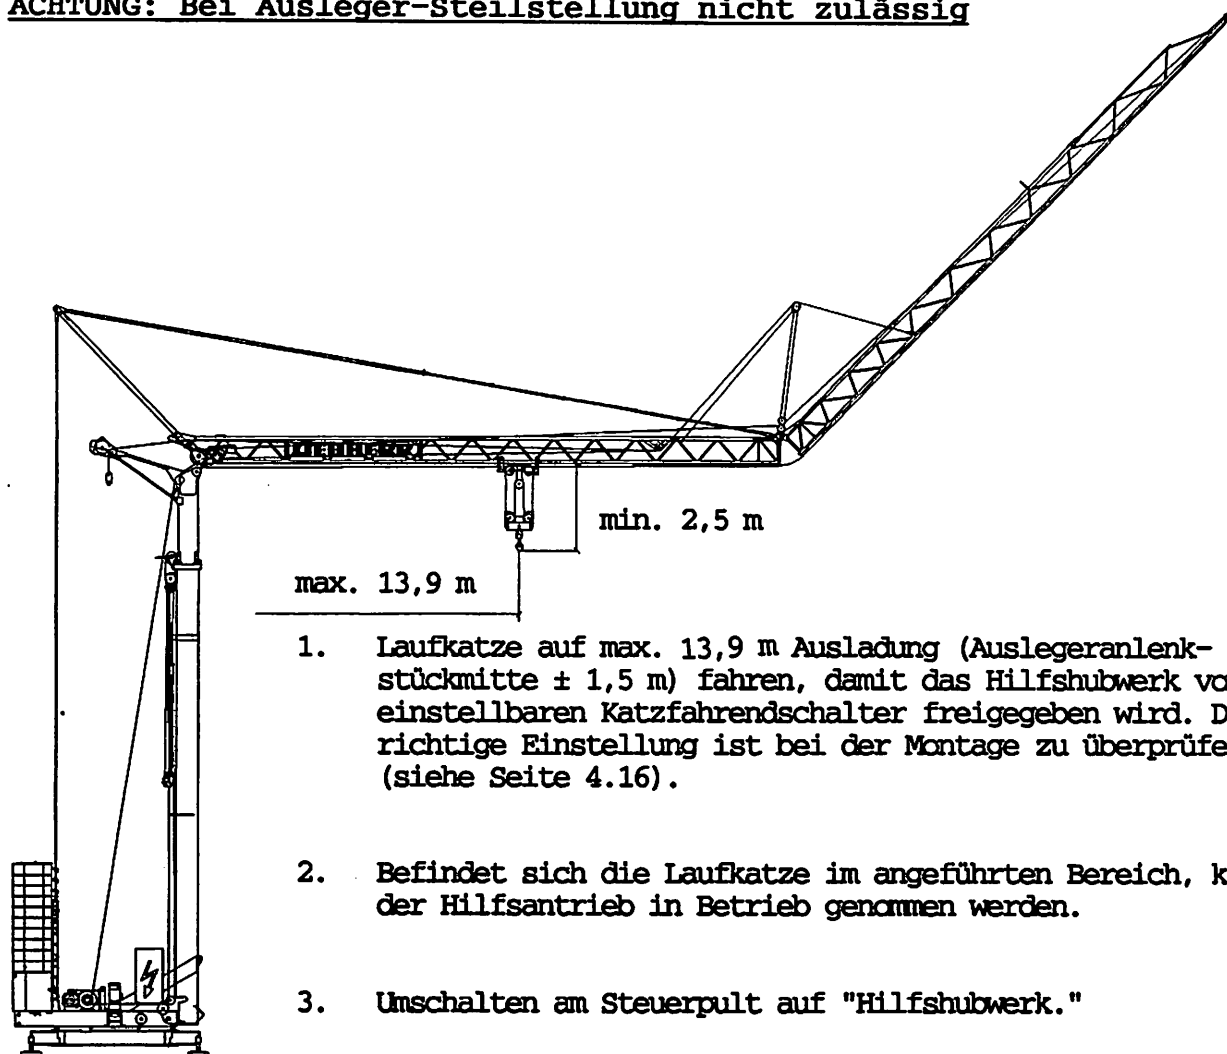 ACHTUNG: Bei Ausleger-Steilstellung nicht zulässig
LIEBHERR
min. 2,5 m
max. 13,9 m
1. Laufkatze auf max. 13,9 m Ausladung (Auslegeranlenk-
stückmitte ± 1,5 m) fahren, damit das Hilfshubwerk
einstellbaren Katzfahrendschalter freigegeben wird.
richtige Einstellung ist bei der Montage zu
(siehe Seite 4.16).
2. Befindet sich die Laufkatze im angeführten Bereich,
der Hilfsantrieb in Betrieb genommen werden.
3. Umschalten am Steuerpult auf "Hilfshubwerk."